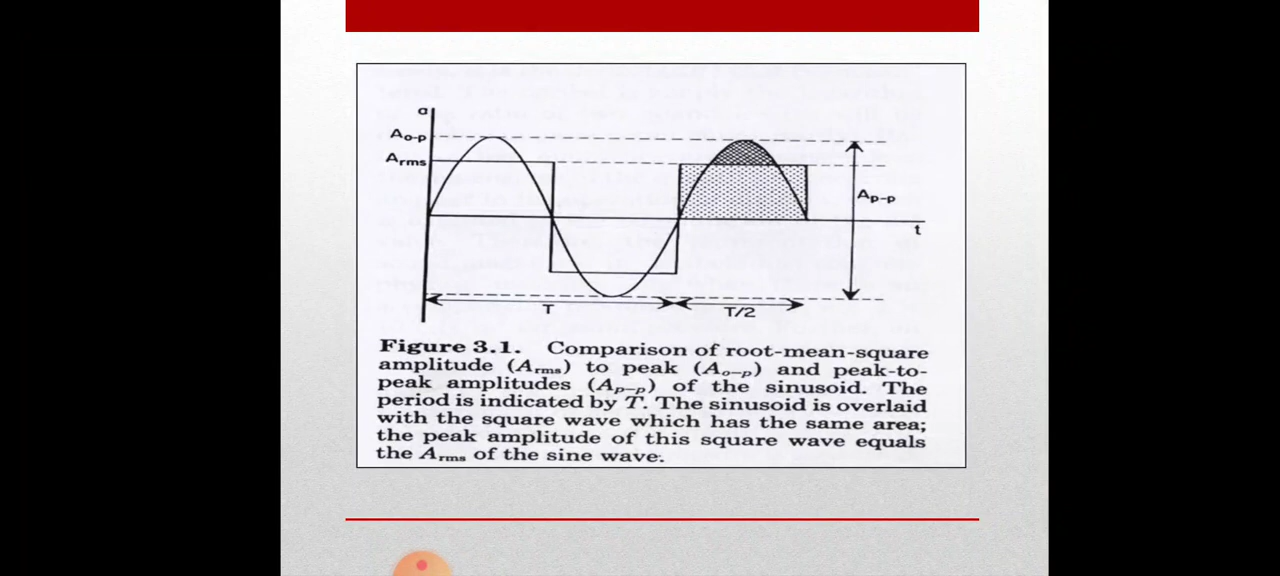 a
Ao-p
Arms
Ap-p
t
T
T/2
Figure 3.1. Comparison of root-mean-square
amplitude (Arms) to peak (Ao-p) and peak-to-
peak amplitudes (Ap-p) of the sinusoid. The
period is indicated by T. The sinusoid is overlaid
with the square wave which has the same area;
the peak amplitude of this square wave equals
the Arms of the sine wave.